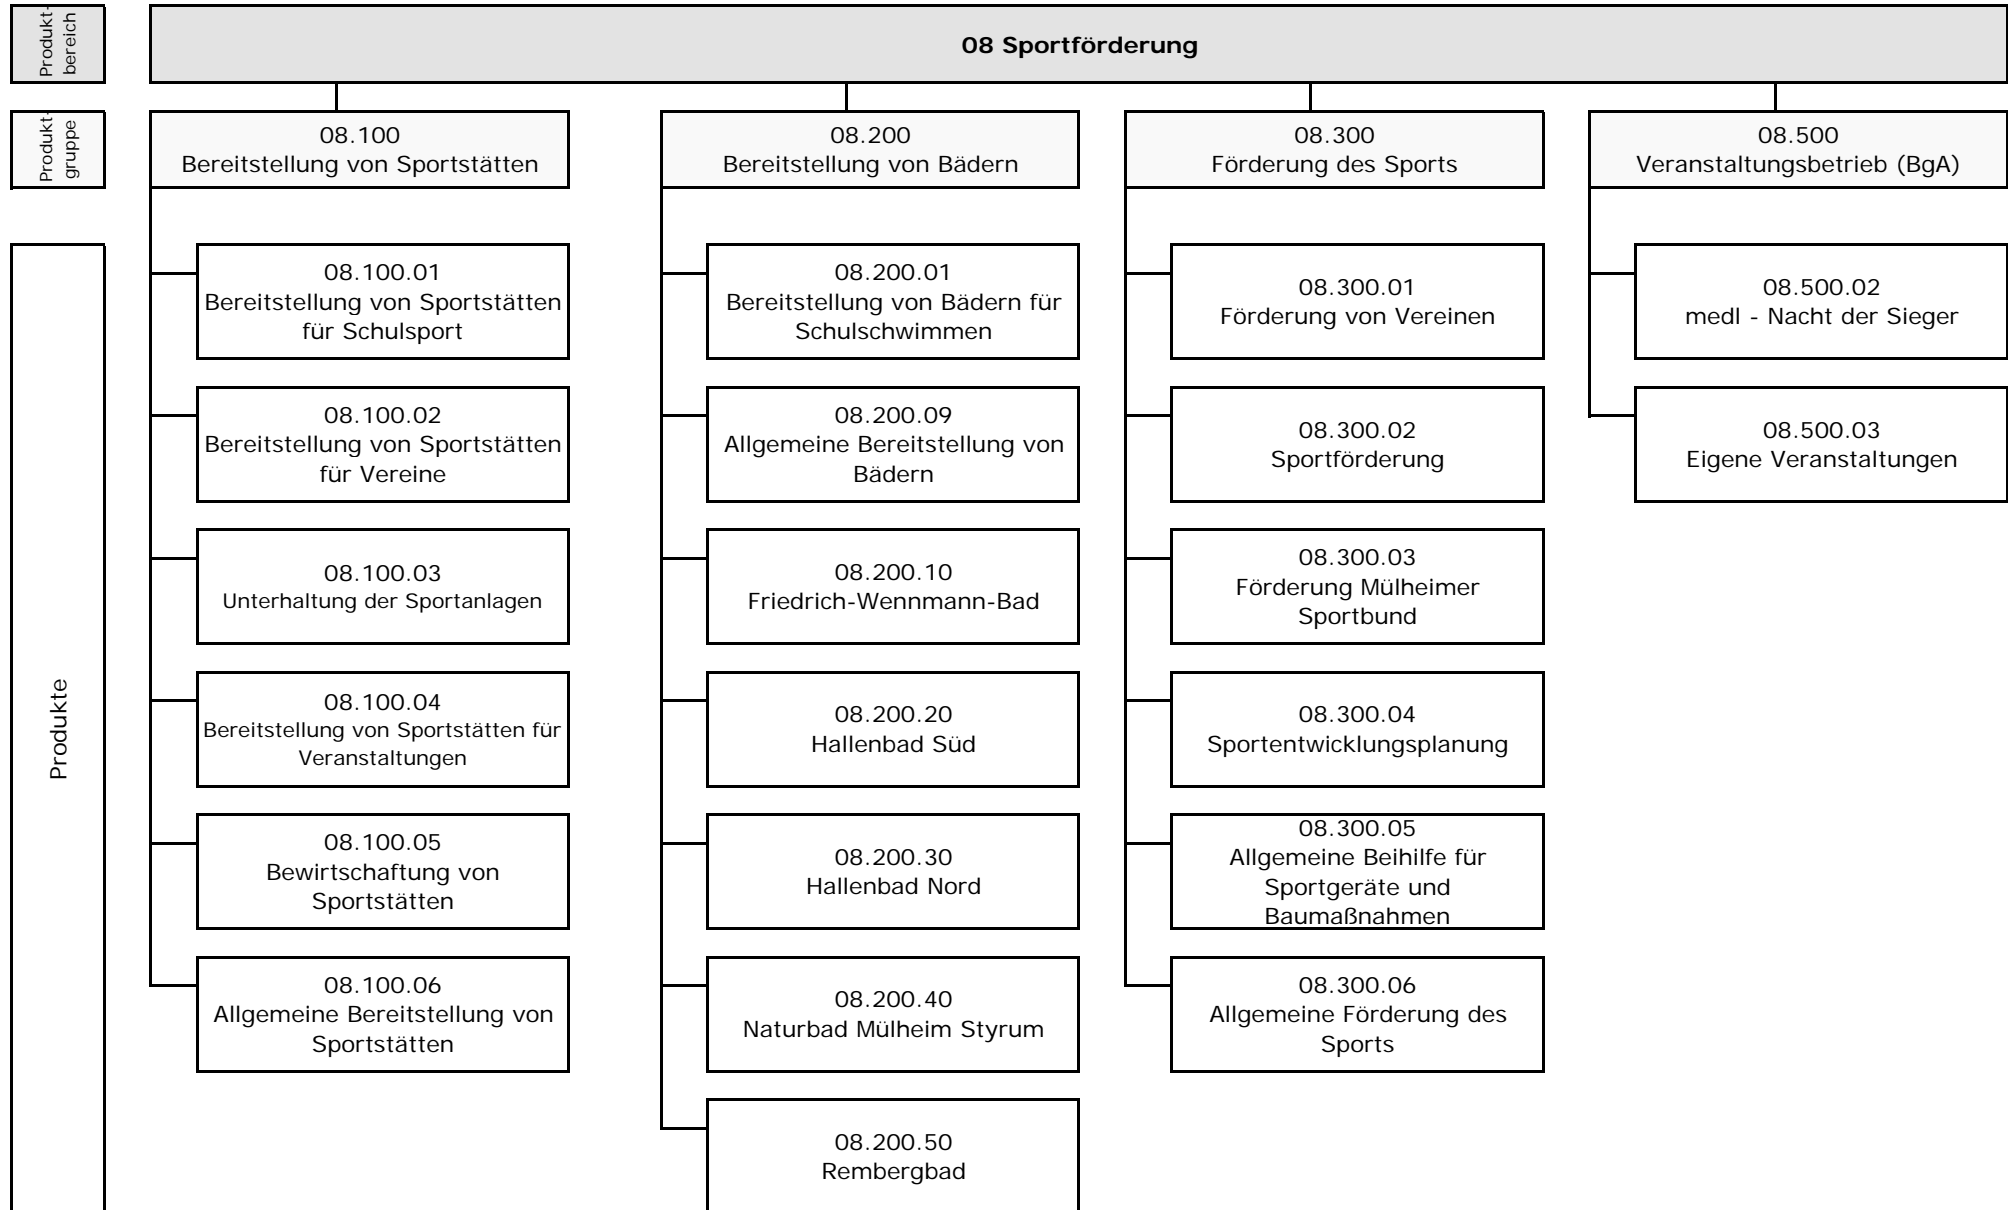 Produkt-
bereich
08 Sportförderung
Produkt-
gruppe
08.100
Bereitstellung von Sportstätten
08.200
Bereitstellung von Bädern
08.300
Förderung des Sports
08.500
Veranstaltungsbetrieb (BgA)
Produkte
08.100.01
Bereitstellung von Sportstätten
für Schulsport
08.100.02
Bereitstellung von Sportstätten
für Vereine
08.100.03
Unterhaltung der Sportanlagen
08.100.04
Bereitstellung von Sportstätten für
Veranstaltungen
08.100.05
Bewirtschaftung von
Sportstätten
08.100.06
Allgemeine Bereitstellung von
Sportstätten
08.200.01
Bereitstellung von Bädern für
Schulschwimmen
08.200.09
Allgemeine Bereitstellung von
Bädern
08.200.10
Friedrich-Wennmann-Bad
08.200.20
Hallenbad Süd
08.200.30
Hallenbad Nord
08.200.40
Naturbad Mülheim Styrum
08.200.50
Rembergbad
08.300.01
Förderung von Vereinen
08.300.02
Sportförderung
08.300.03
Förderung Mülheimer
Sportbund
08.300.04
Sportentwicklungsplanung
08.300.05
Allgemeine Beihilfe für
Sportgeräte und
Baumaßnahmen
08.300.06
Allgemeine Förderung des
Sports
08.500.02
medl - Nacht der Sieger
08.500.03
Eigene Veranstaltungen